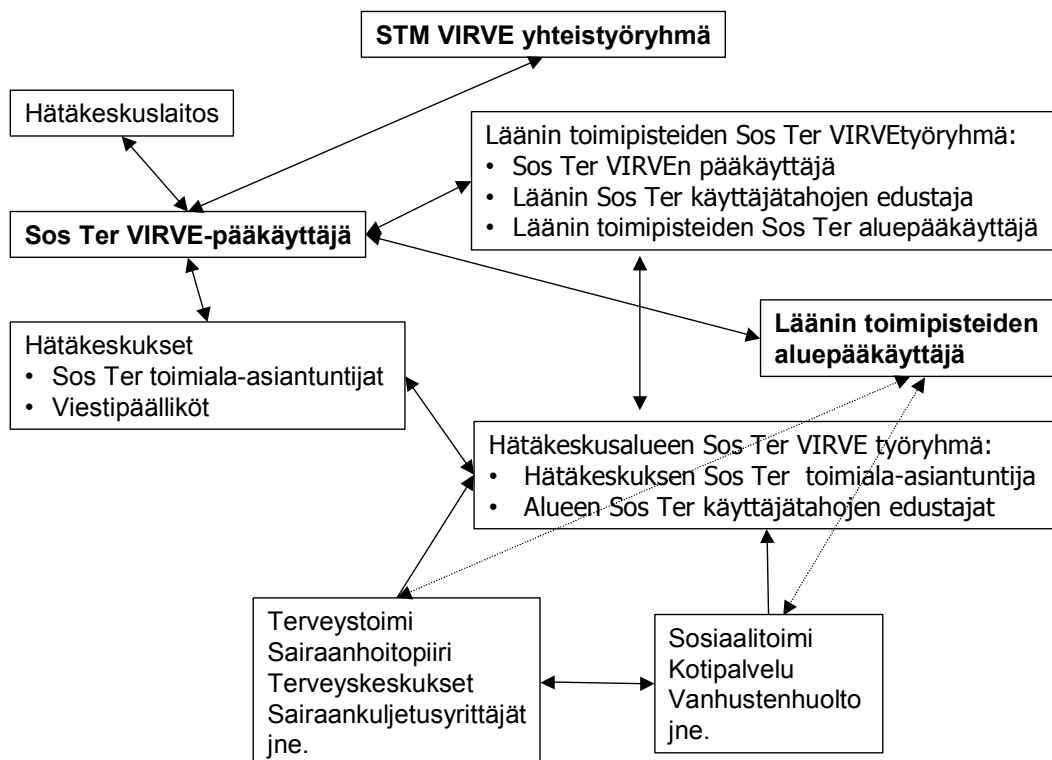 STM VIRVE yhteistyöryhmä
Hätäkeskuslaitos
Läänin toimipisteiden Sos Ter VIRVEtyöryhmä:
• Sos Ter VIRVEn pääkäyttäjä
• Läänin Sos Ter käyttäjätahojen edustaja
• Läänin toimipisteiden Sos Ter aluepääkäyttäjä
Sos Ter VIRVE-pääkäyttäjä
Läänin toimipisteiden
aluepääkäyttäjä
Hätäkeskukset
• Sos Ter toimiala-asiantuntijat
• Viestipäälliköt
Hätäkeskusalueen Sos Ter VIRVE työryhmä:
• Hätäkeskuksen Sos Ter toimiala-asiantuntija
• Alueen Sos Ter käyttäjätahojen edustajat
Terveystoimi
Sairaanhoitopiiri
Terveyskeskukset
Sairaankuljetusyrittäjät
jne.
Sosiaalitoimi
Kotipalvelu
Vanhustenhuolto
jne.